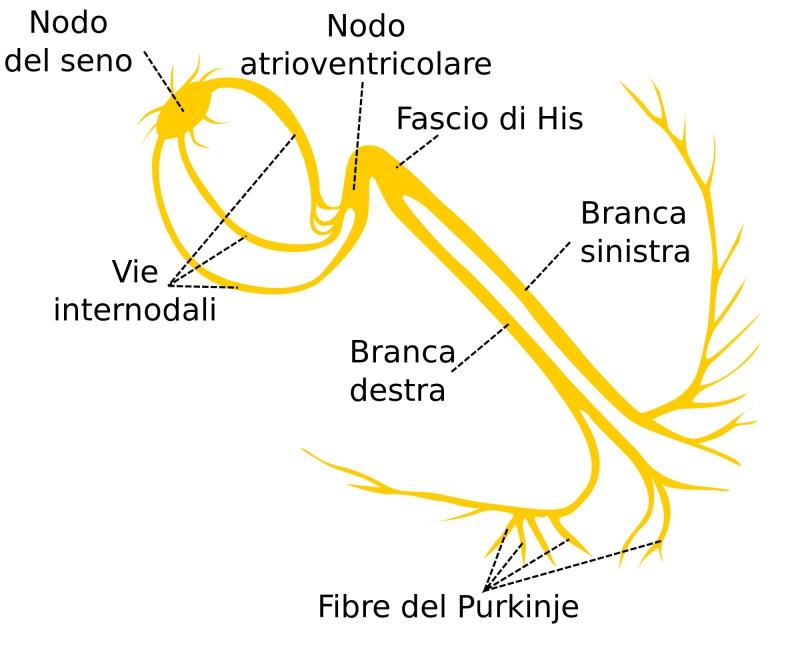 Nodo
del seno
Nodo
atrioventricolare
Fascio di His
Branca
sinistra
Vie
internodali
Branca
destra
Fibre del Purkinje